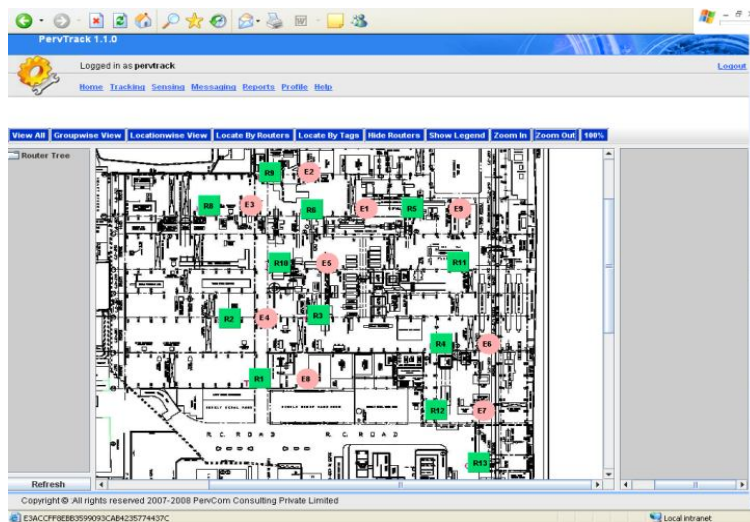 PervTrack 1.1.0
Logged in as pervtrack
Logout
Home Tracking Sensing Messaging Reports Profile Help
View All Groupwise View Locationwise View Locate By Routers Locate By Tags Hide Routers Show Legend Zoom In Zoom Out 100%
Router Tree
R9 E2
R8 E3 R6 E1 R5 E9
R10 E5 R11
R2 E4 R3
R4 E6
R1 E8
R12 E7
R. C. ROAD R. C. ROAD
R13
Refresh
Copyright © All rights reserved 2007-2008 PervCom Consulting Private Limited
E3ACCFF8EBB3599093CAB4235774437C
Local intranet